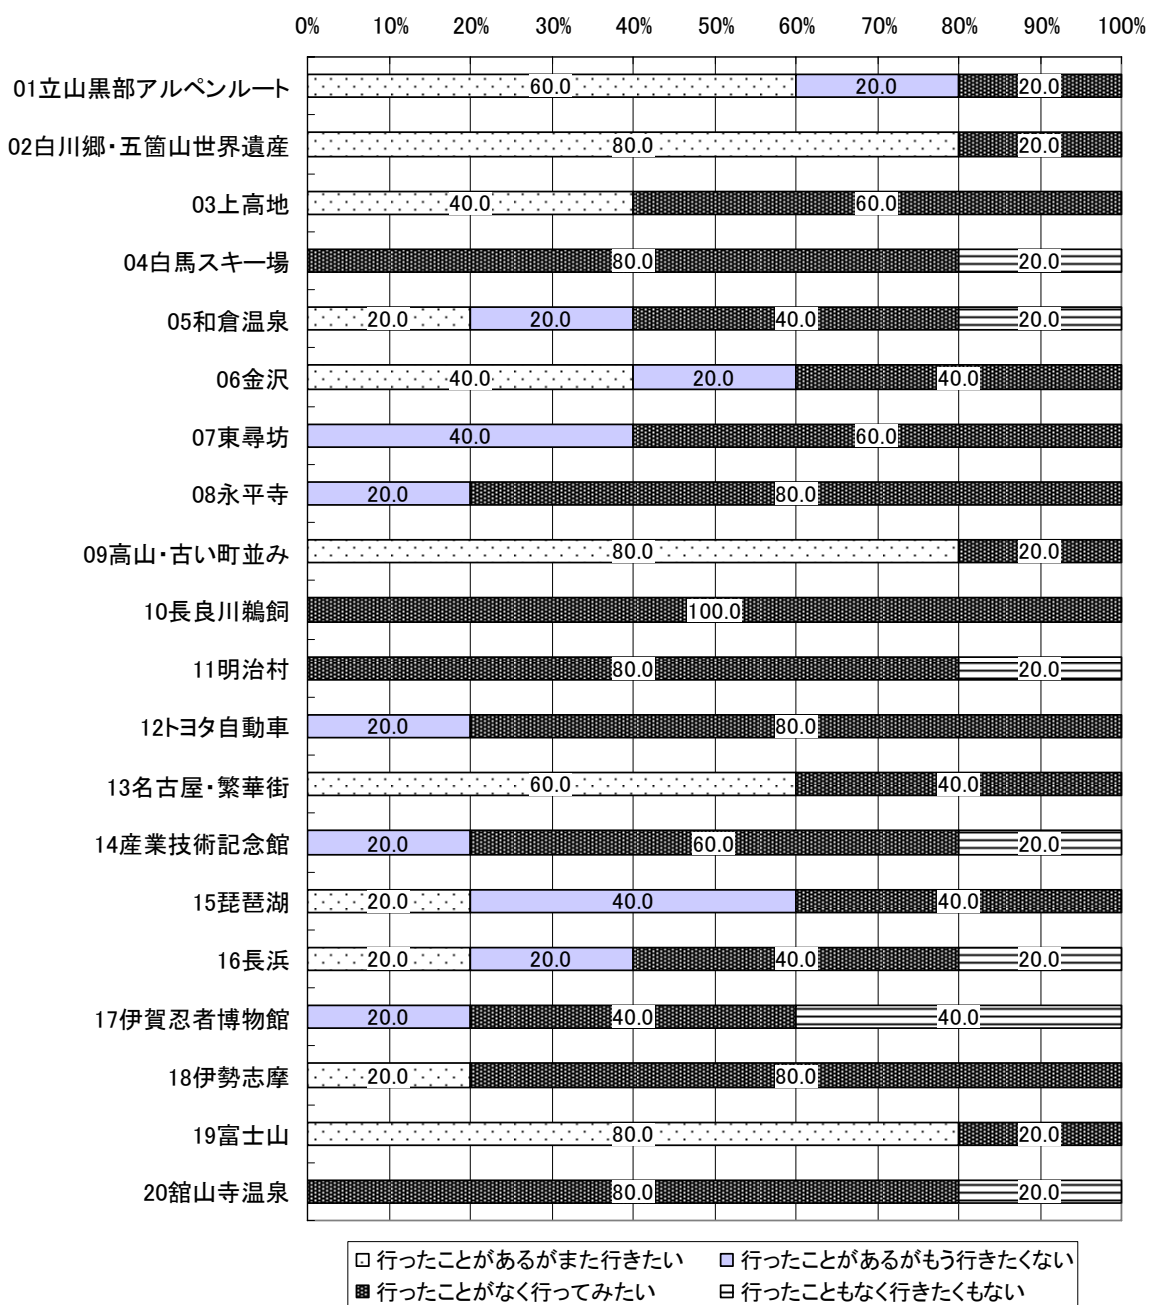 0% 10% 20% 30% 40% 50% 60% 70% 80% 90% 100%
01立山黒部アルペンルート 60.0 20.0 20.0
02白川郷・五箇山世界遺産 80.0 20.0
03上高地 40.0 60.0
04白馬スキー場 80.0 20.0
05和倉温泉 20.0 20.0 40.0 20.0
06金沢 40.0 20.0 40.0
07東尋坊 40.0 60.0
08永平寺 20.0 80.0
09高山・古い町並み 80.0 20.0
10長良川鵜飼 100.0
11明治村 80.0 20.0
12トヨタ自動車 20.0 80.0
13名古屋・繁華街 60.0 40.0
14産業技術記念館 20.0 60.0 20.0
15琵琶湖 20.0 40.0 40.0
16長浜 20.0 20.0 40.0 20.0
17伊賀忍者博物館 20.0 40.0 40.0
18伊勢志摩 20.0 80.0
19富士山 80.0 20.0
20舘山寺温泉 80.0 20.0
行ったことがあるがまた行きたい 行ったことがあるがもう行きたくない
行ったことがなく行ってみたい 行ったこともなく行きたくもない